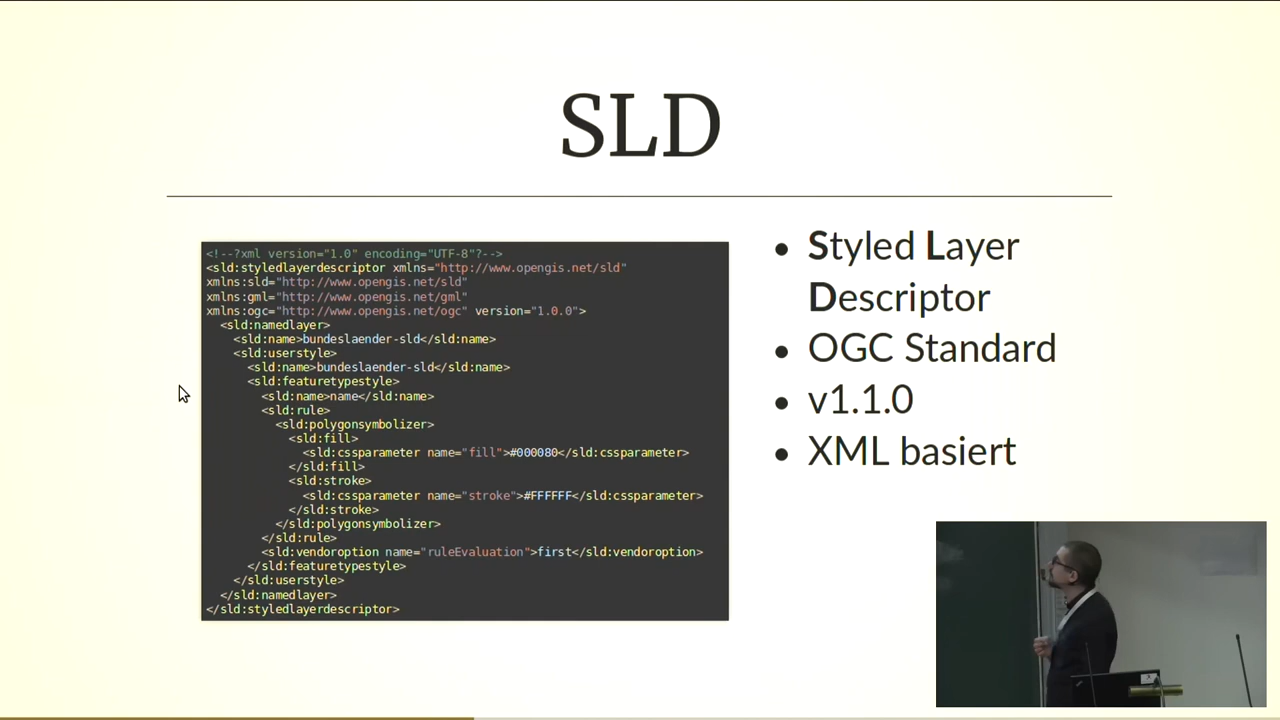 SLD
<!--?xml version="1.0" encoding="UTF-8"?-->
<sld:styledlayerdescriptor xmlns="http://www.opengis.net/sld"
xmlns:sld="http://www.opengis.net/sld"
xmlns:gml="http://www.opengis.net/gml"
xmlns:ogc="http://www.opengis.net/ogc" version="1.0.0">
<sld:namedlayer>
<sld:name>bundeslaender-sld</sld:name>
<sld:userstyle>
<sld:name>bundeslaender-sld</sld:name>
<sld:featuretypestyle>
<sld:name>name</sld:name>
<sld:rule>
<sld:polygonsymbolizer>
<sld:fill>
<sld:cssparameter name="fill">#000080</sld:cssparameter>
</sld:fill>
<sld:stroke>
<sld:cssparameter name="stroke">#FFFFFF</sld:cssparameter>
</sld:stroke>
</sld:polygonsymbolizer>
</sld:rule>
<sld:vendoroption name="ruleEvaluation">first</sld:vendoroption>
</sld:featuretypestyle>
</sld:userstyle>
</sld:namedlayer>
</sld:styledlayerdescriptor>
• Styled Layer
Descriptor
• OGC Standard
• v1.1.0
• XML basiert